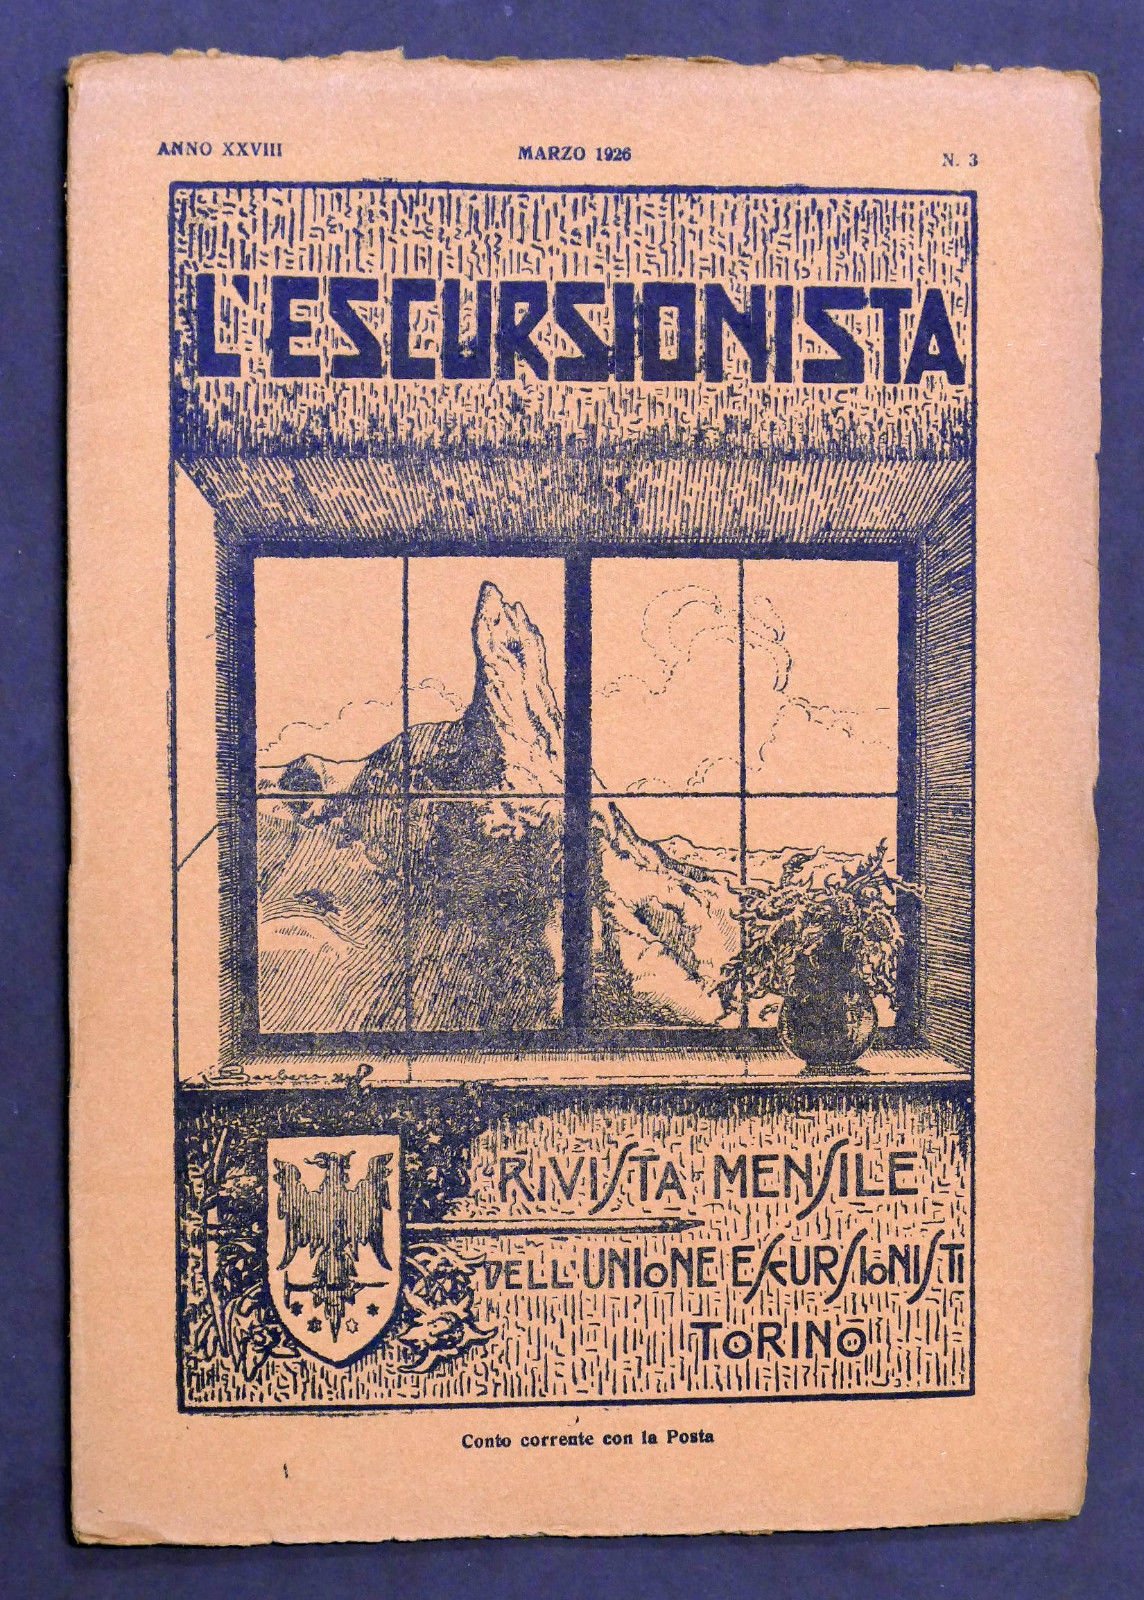 ANNO XXVIII MARZO 1926 N. 3
L'ESCURSIONISTA
RIVISTA MENSILE
DELL'UNIONE ESCURSIONISTI
TORINO
Conto corrente con la Posta